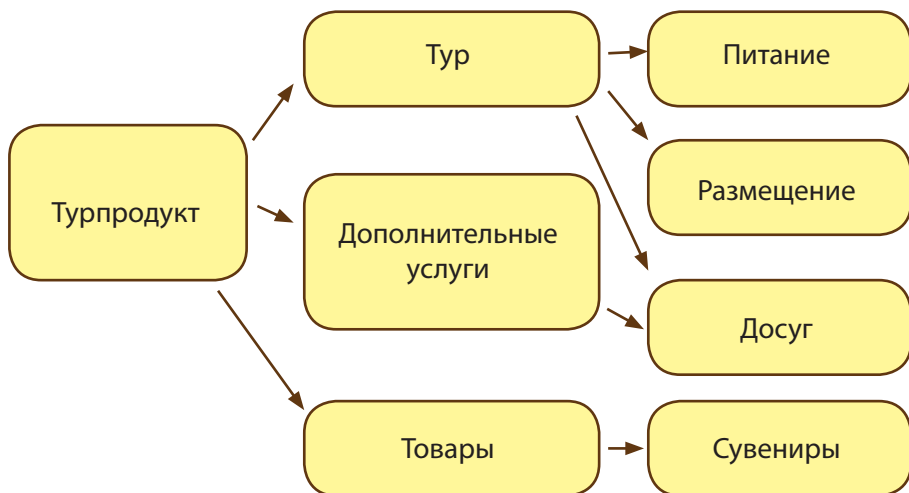 Тур
Питание
Турпродукт
Размещение
Дополнительные
услуги
Досуг
Товары
Сувениры